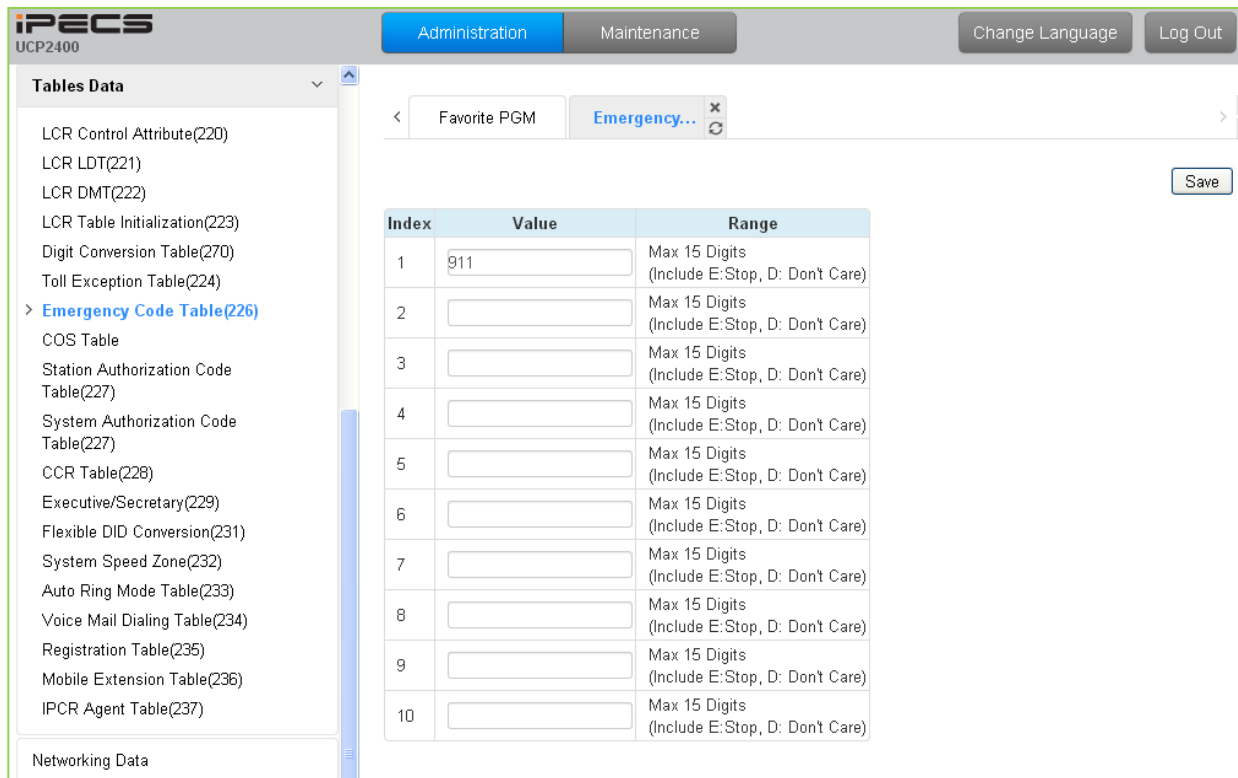 iPECS
UCP2400
Administration
Maintenance
Change Language
Log Out
Tables Data
LCR Control Attribute(220)
LCR LDT(221)
LCR DMT(222)
LCR Table Initialization(223)
Digit Conversion Table(270)
Toll Exception Table(224)
> Emergency Code Table(226)
COS Table
Station Authorization Code
Table(227)
System Authorization Code
Table(227)
CCR Table(228)
Executive/Secretary(229)
Flexible DID Conversion(231)
System Speed Zone(232)
Auto Ring Mode Table(233)
Voice Mail Dialing Table(234)
Registration Table(235)
Mobile Extension Table(236)
IPCR Agent Table(237)
Networking Data
Favorite PGM
Emergency...
Save
Index Value Range
1 911 Max 15 Digits
(Include E:Stop, D: Don't Care)
2 Max 15 Digits
(Include E:Stop, D: Don't Care)
3 Max 15 Digits
(Include E:Stop, D: Don't Care)
4 Max 15 Digits
(Include E:Stop, D: Don't Care)
5 Max 15 Digits
(Include E:Stop, D: Don't Care)
6 Max 15 Digits
(Include E:Stop, D: Don't Care)
7 Max 15 Digits
(Include E:Stop, D: Don't Care)
8 Max 15 Digits
(Include E:Stop, D: Don't Care)
9 Max 15 Digits
(Include E:Stop, D: Don't Care)
10 Max 15 Digits
(Include E:Stop, D: Don't Care)